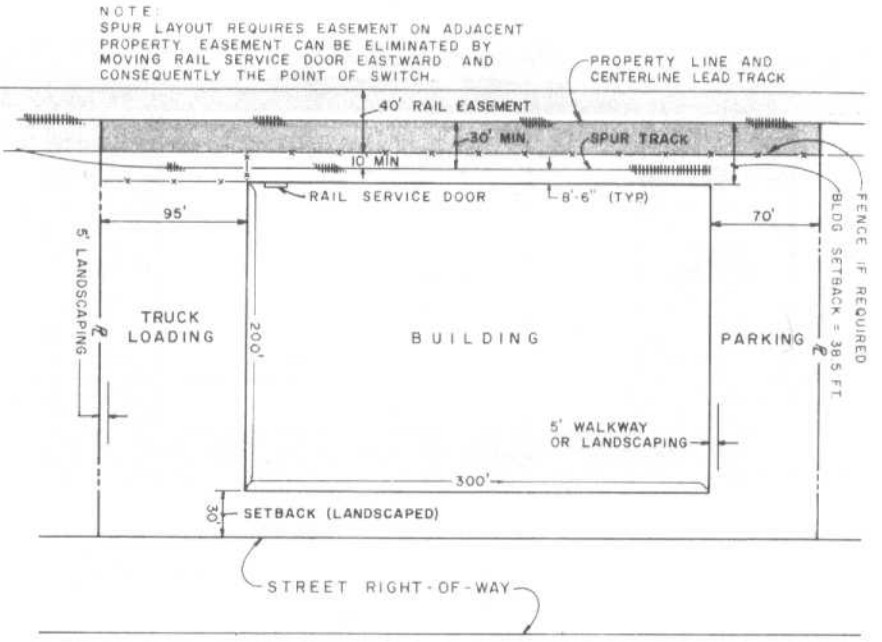 NOTE:
SPUR LAYOUT REQUIRES EASEMENT ON ADJACENT
PROPERTY EASEMENT CAN BE ELIMINATED BY
MOVING RAIL SERVICE DOOR EASTWARD AND
CONSEQUENTLY THE POINT OF SWITCH.
PROPERTY LINE AND
CENTERLINE LEAD TRACK
40' RAIL EASEMENT
30' MIN.
SPUR TRACK
10' MIN
RAIL SERVICE DOOR
8'-6" (TYP)
95'
70'
5' LANDSCAPING
TRUCK
LOADING
200'
BUILDING
PARKING
BLDG SETBACK = 38.5 FT.
FENCE IF REQUIRED
PL
PL
5' WALKWAY
OR LANDSCAPING
300'
30'
SETBACK (LANDSCAPED)
STREET RIGHT-OF-WAY